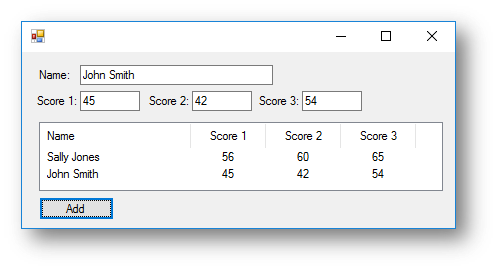 Name: John Smith
Score 1: 45 Score 2: 42 Score 3: 54
Name Score 1 Score 2 Score 3
Sally Jones 56 60 65
John Smith 45 42 54
Add